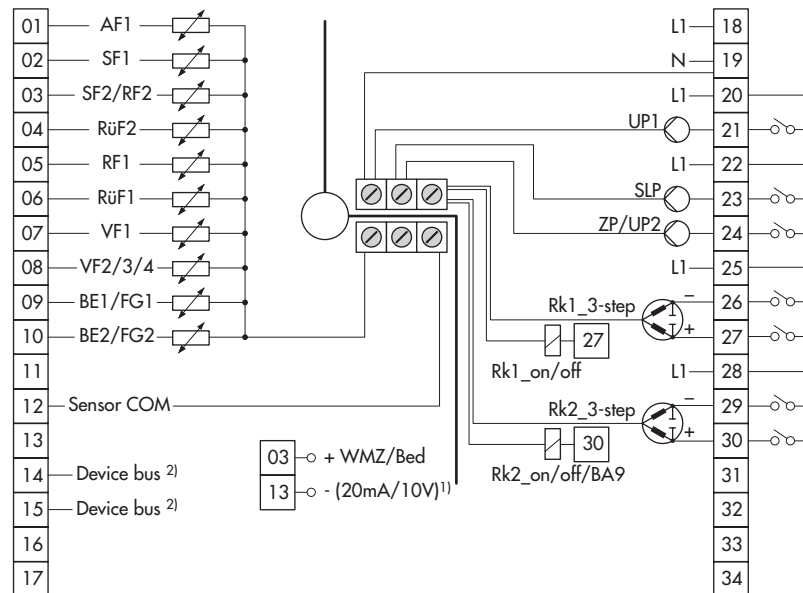 01 AF1 L1 18
02 SF1 N 19
03 SF2/RF2 L1 20
04 RüF2 UP1 21
05 RF1 L1 22
06 RüF1 SLP 23
07 VF1 ZP/UP2 24
08 VF2/3/4 L1 25
09 BE1/FG1 Rk1_3-step − 26
10 BE2/FG2 27 + 27
11 Rk1_on/off L1 28
12 Sensor COM Rk2_3-step − 29
13 03 + WMZ/Bed 30 + 30
14 Device bus 2) 13 - (20mA/10V)1) Rk2_on/off/BA9 31
15 Device bus 2) 32
16 33
17 34